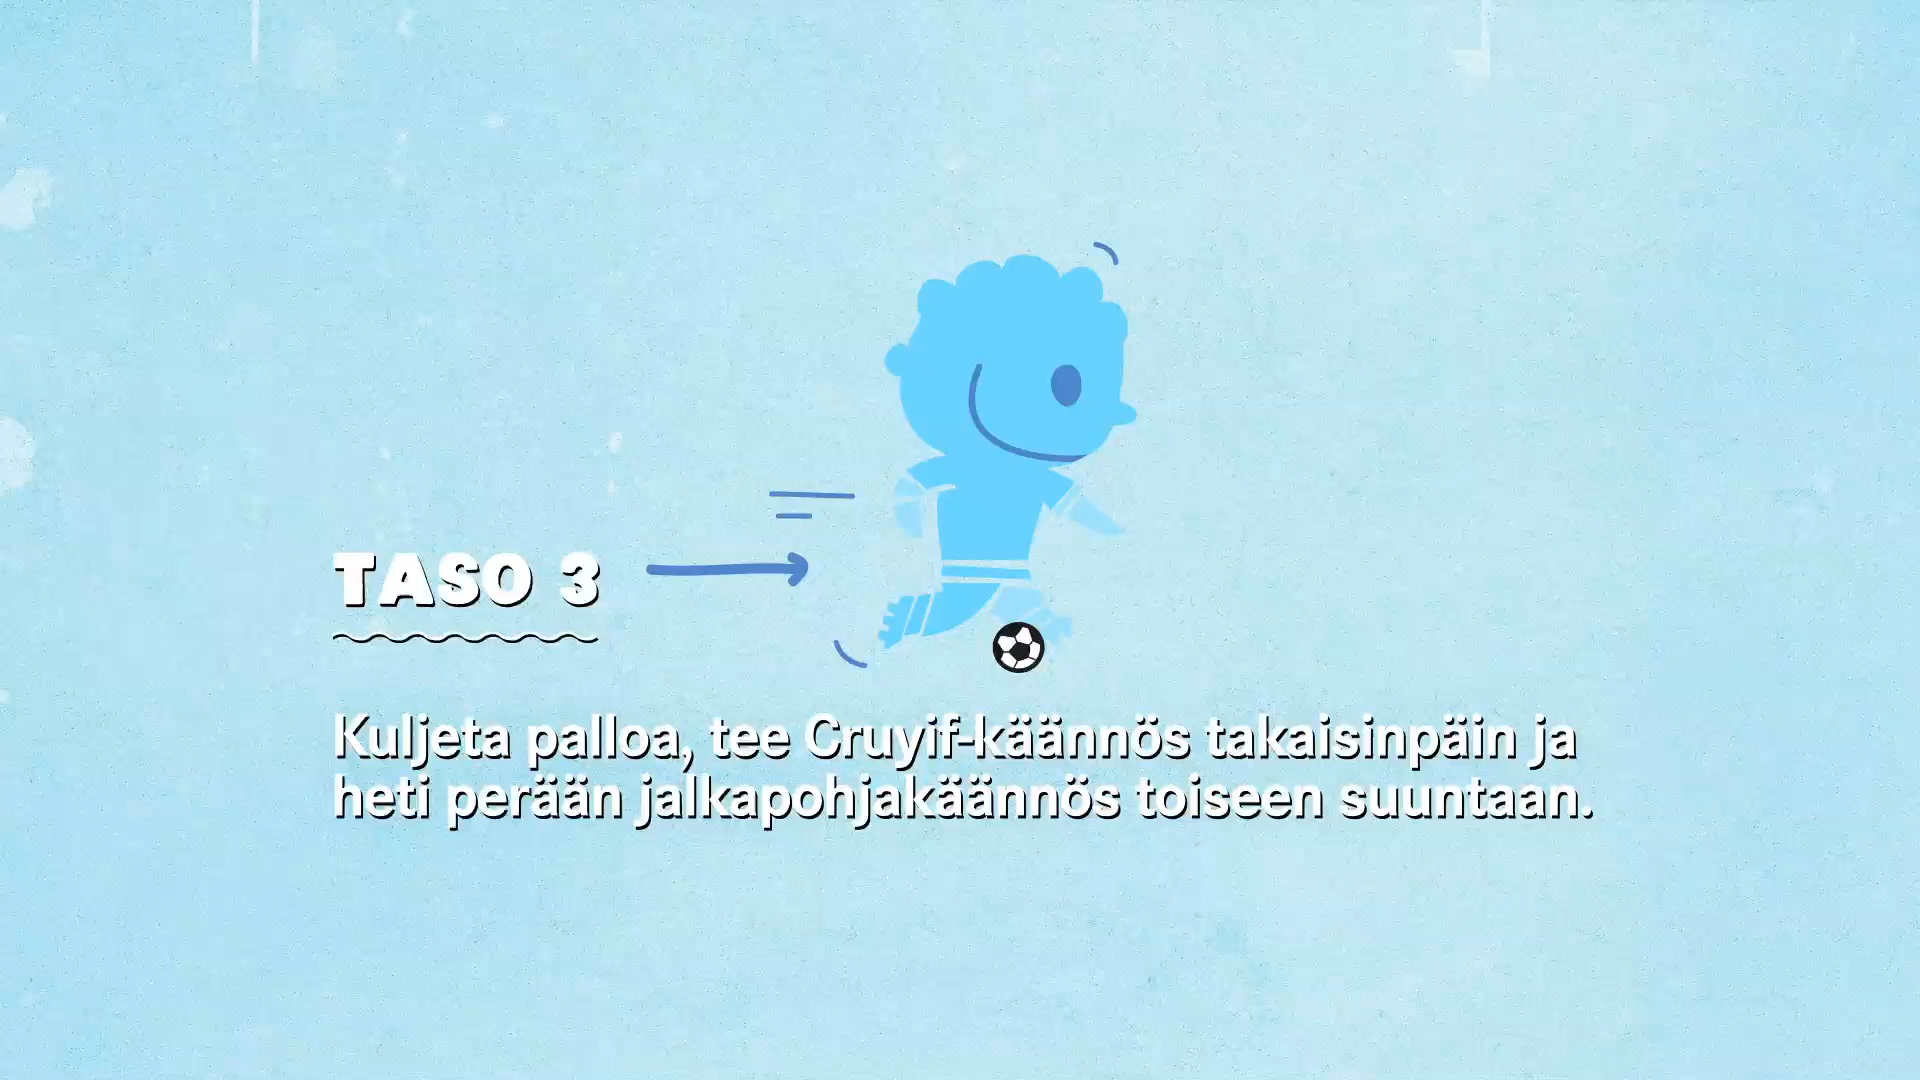 TASO 3
Kuljeta palloa, tee Cruyif-käännös takaisinpäin ja
heti perään jalkapohjakäännös toiseen suuntaan.